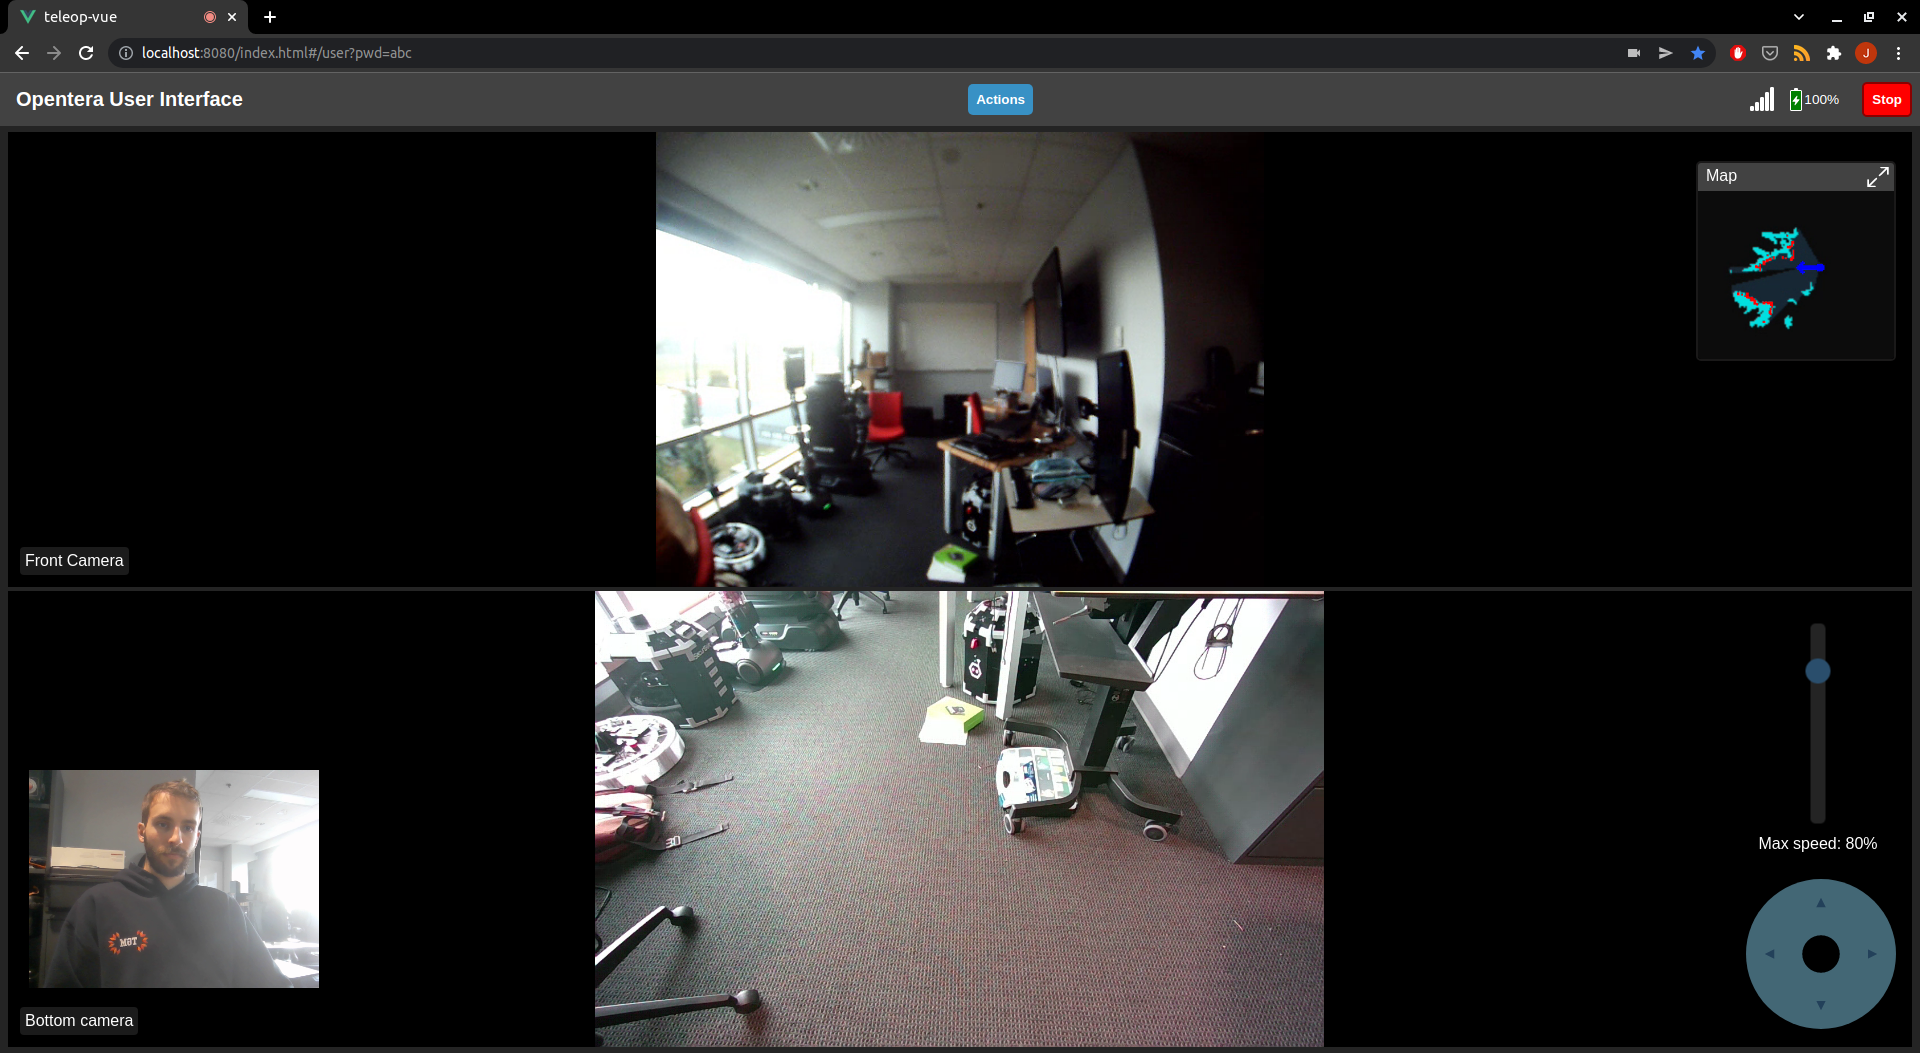 teleop-vue
localhost:8080/index.html#/user?pwd=abc
J
Opentera User Interface
Actions
100%
Stop
Map
Front Camera
Max speed: 80%
MGT
Bottom camera